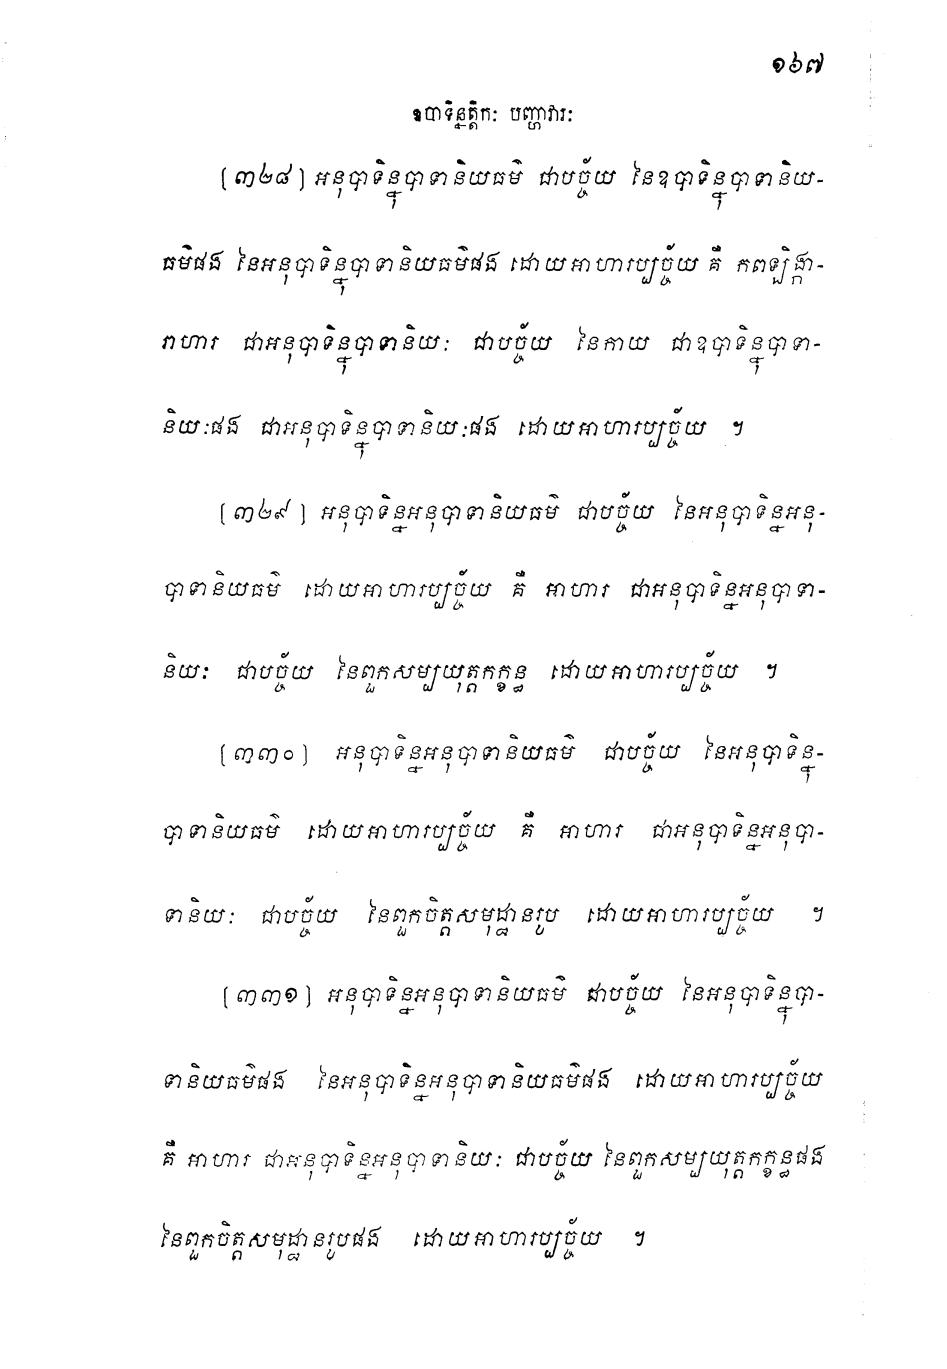 ១៦៧
ឧបាទិន្នត្តិកៈ បញ្ហាវារៈ
(៣២៨) អនុបាទិន្នុបាទានិយធម៌ ជាបច្ច័យ នៃឧបាទិន្នុបាទានិយ-
ធម៌ផង នៃអនុបាទិន្នុបាទានិយធម៌ផង ដោយអាហារប្បច្ច័យ គឺ កពឡិង្កា-
រាហារ ជាអនុបាទិន្នុបាទានិយៈ ជាបច្ច័យ នៃកាយ ជាឧបាទិន្នុបាទា-
និយៈផង ជាអនុបាទិន្នុបាទានិយៈផង ដោយអាហារប្បច្ច័យ ។
(៣២៩) អនុបាទិន្នអនុបាទានិយធម៌ ជាបច្ច័យ នៃអនុបាទិន្នអនុ-
បាទានិយធម៌ ដោយអាហារប្បច្ច័យ គឺ អាហារ ជាអនុបាទិន្នអនុបាទា-
និយៈ ជាបច្ច័យ នៃពួកសម្បយុត្តកក្ខន្ធ ដោយអាហារប្បច្ច័យ ។
(៣៣០) អនុបាទិន្នអនុបាទានិយធម៌ ជាបច្ច័យ នៃអនុបាទិន្នុ-
បាទានិយធម៌ ដោយអាហារប្បច្ច័យ គឺ អាហារ ជាអនុបាទិន្នអនុបា-
ទានិយៈ ជាបច្ច័យ នៃពួកចិត្តសមុដ្ឋានរូប ដោយអាហារប្បច្ច័យ ។
(៣៣១) អនុបាទិន្នអនុបាទានិយធម៌ ជាបច្ច័យ នៃអនុបាទិន្នុបា-
ទានិយធម៌ផង នៃអនុបាទិន្នអនុបាទានិយធម៌ផង ដោយអាហារប្បច្ច័យ
គឺ អាហារ ជាអនុបាទិន្នអនុបាទានិយៈ ជាបច្ច័យ នៃពួកសម្បយុត្តកក្ខន្ធផង
នៃពួកចិត្តសមុដ្ឋានរូបផង ដោយអាហារប្បច្ច័យ ។